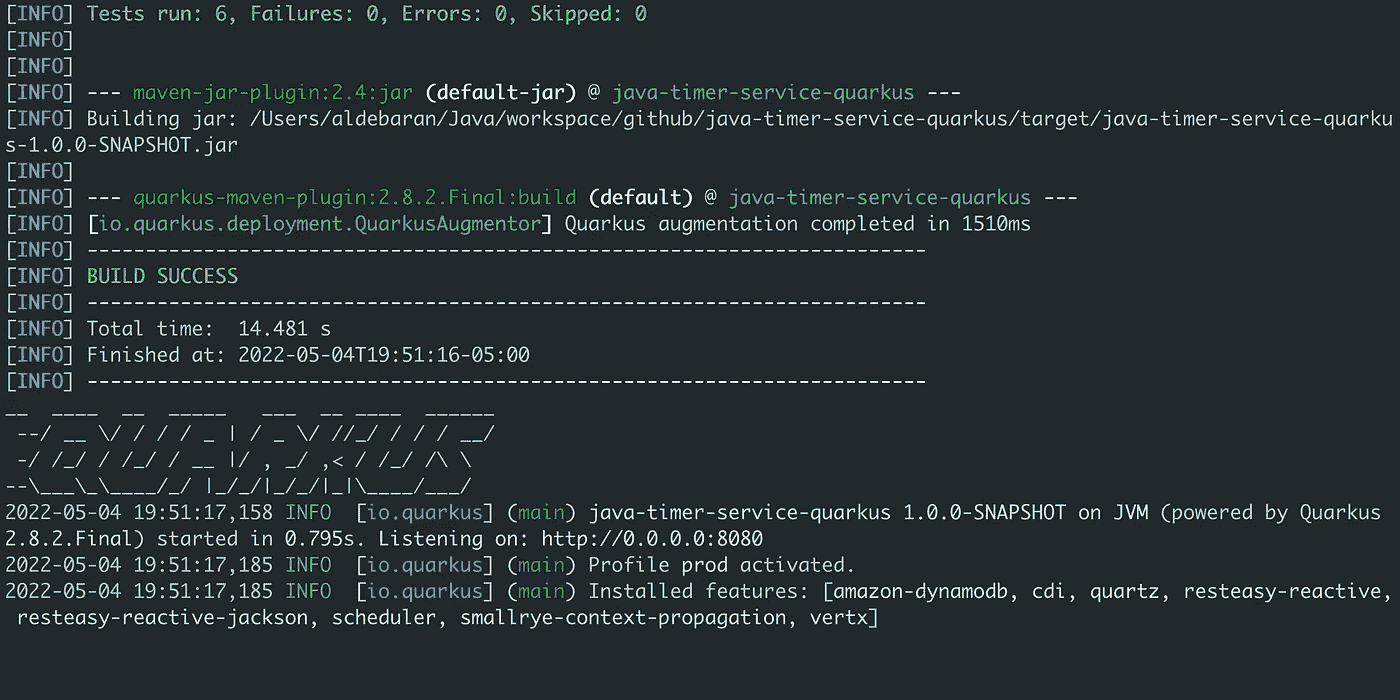 [INFO] Tests run: 6, Failures: 0, Errors: 0, Skipped: 0
[INFO]
[INFO]
[INFO] --- maven-jar-plugin:2.4:jar (default-jar) @ java-timer-service-quarkus ---
[INFO] Building jar: /Users/aldebaran/Java/workspace/github/java-timer-service-quarkus/target/java-timer-service-quarku
s-1.0.0-SNAPSHOT.jar
[INFO]
[INFO] --- quarkus-maven-plugin:2.8.2.Final:build (default) @ java-timer-service-quarkus ---
[INFO] [io.quarkus.deployment.QuarkusAugmentor] Quarkus augmentation completed in 1510ms
[INFO] ------------------------------------------------------------------------
[INFO] BUILD SUCCESS
[INFO] ------------------------------------------------------------------------
[INFO] Total time:  14.481 s
[INFO] Finished at: 2022-05-04T19:51:16-05:00
[INFO] ------------------------------------------------------------------------
__  ____  __  _____   ___  __ ____  ______
 --/ __ \/ / / / _ | / _ \/ //_/ / / / __/
 -/ /_/ / /_/ / __ |/ , _/ ,< / /_/ /\ \
--\___\_\____/_/ |_/_/|_/_/|_|\____/___/
2022-05-04 19:51:17,158 INFO  [io.quarkus] (main) java-timer-service-quarkus 1.0.0-SNAPSHOT on JVM (powered by Quarkus
2.8.2.Final) started in 0.795s. Listening on: http://0.0.0.0:8080
2022-05-04 19:51:17,185 INFO  [io.quarkus] (main) Profile prod activated.
2022-05-04 19:51:17,185 INFO  [io.quarkus] (main) Installed features: [amazon-dynamodb, cdi, quartz, resteasy-reactive,
 resteasy-reactive-jackson, scheduler, smallrye-context-propagation, vertx]